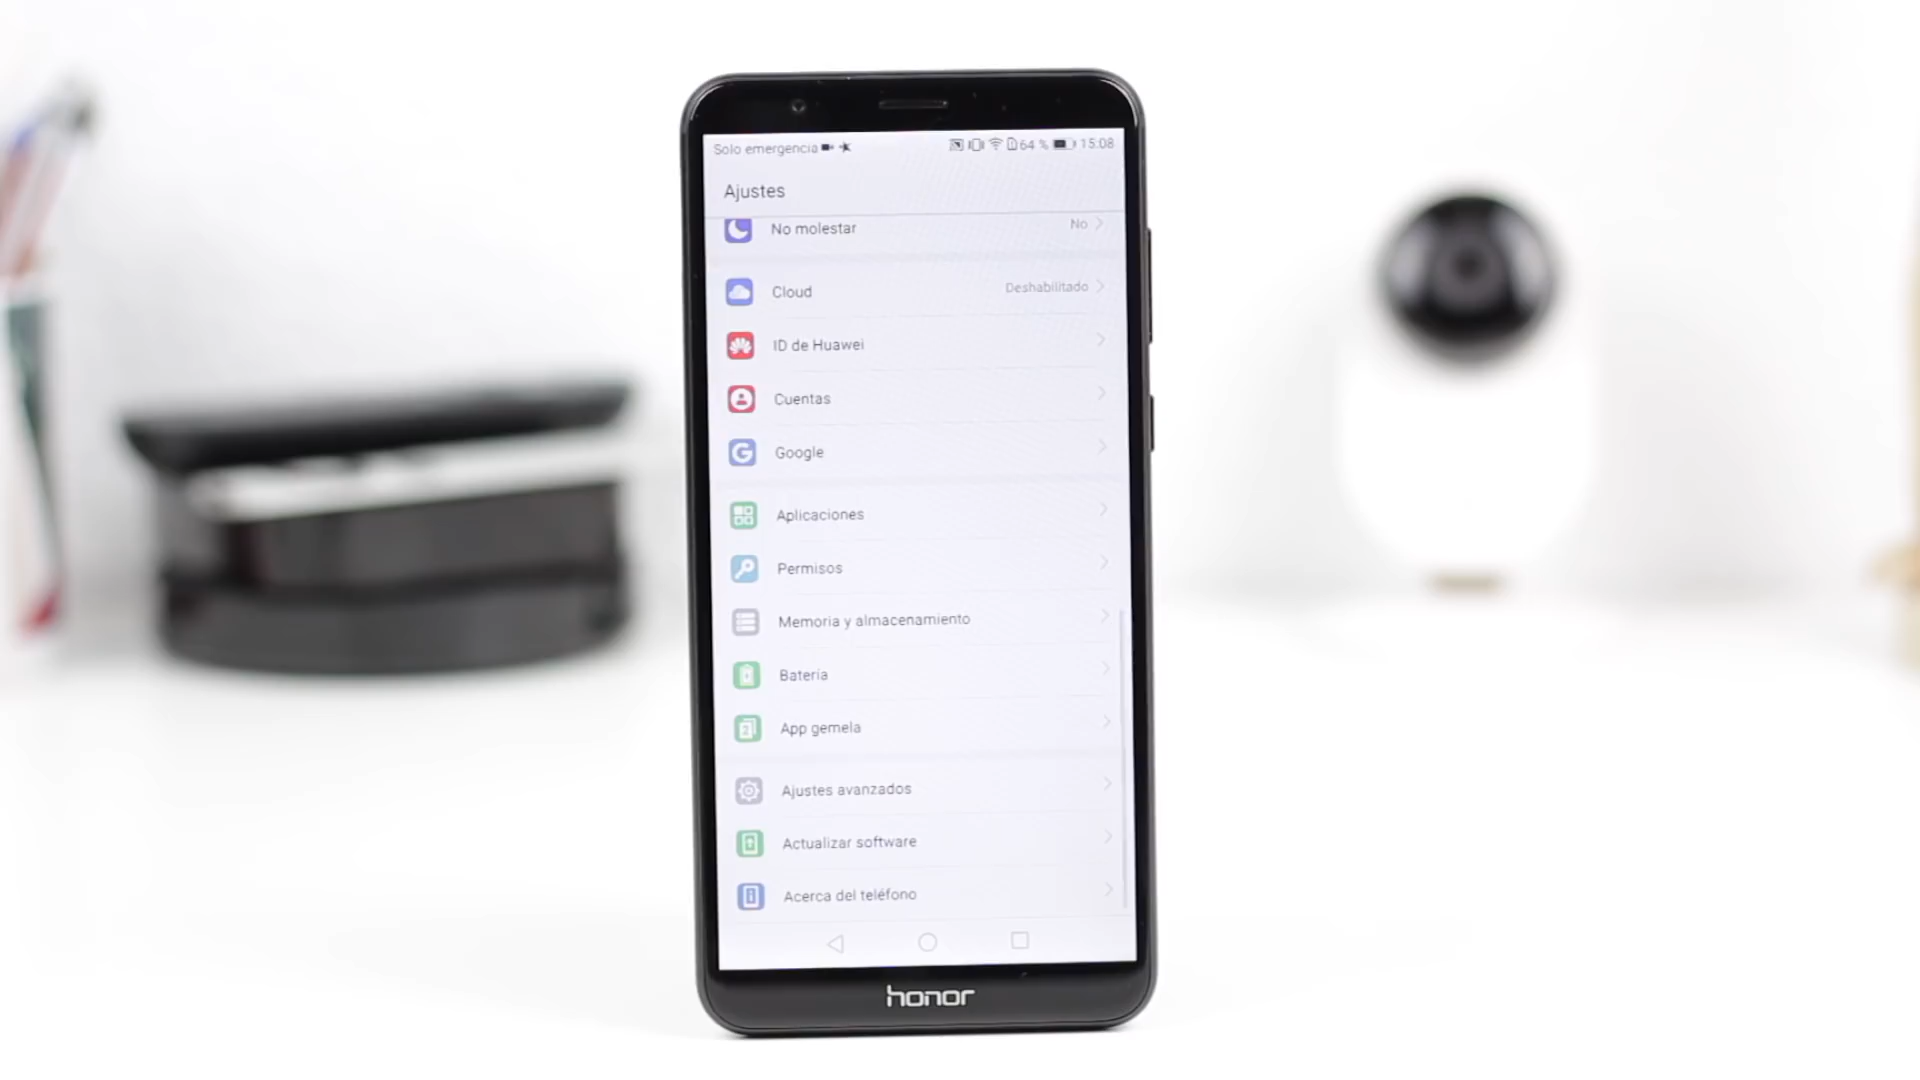 Solo emergencia 64 % 15:08
Ajustes
No molestar No
Cloud Deshabilitado
ID de Huawei
Cuentas
Google
Aplicaciones
Permisos
Memoria y almacenamiento
Batería
App gemela
Ajustes avanzados
Actualizar software
Acerca del teléfono
honor